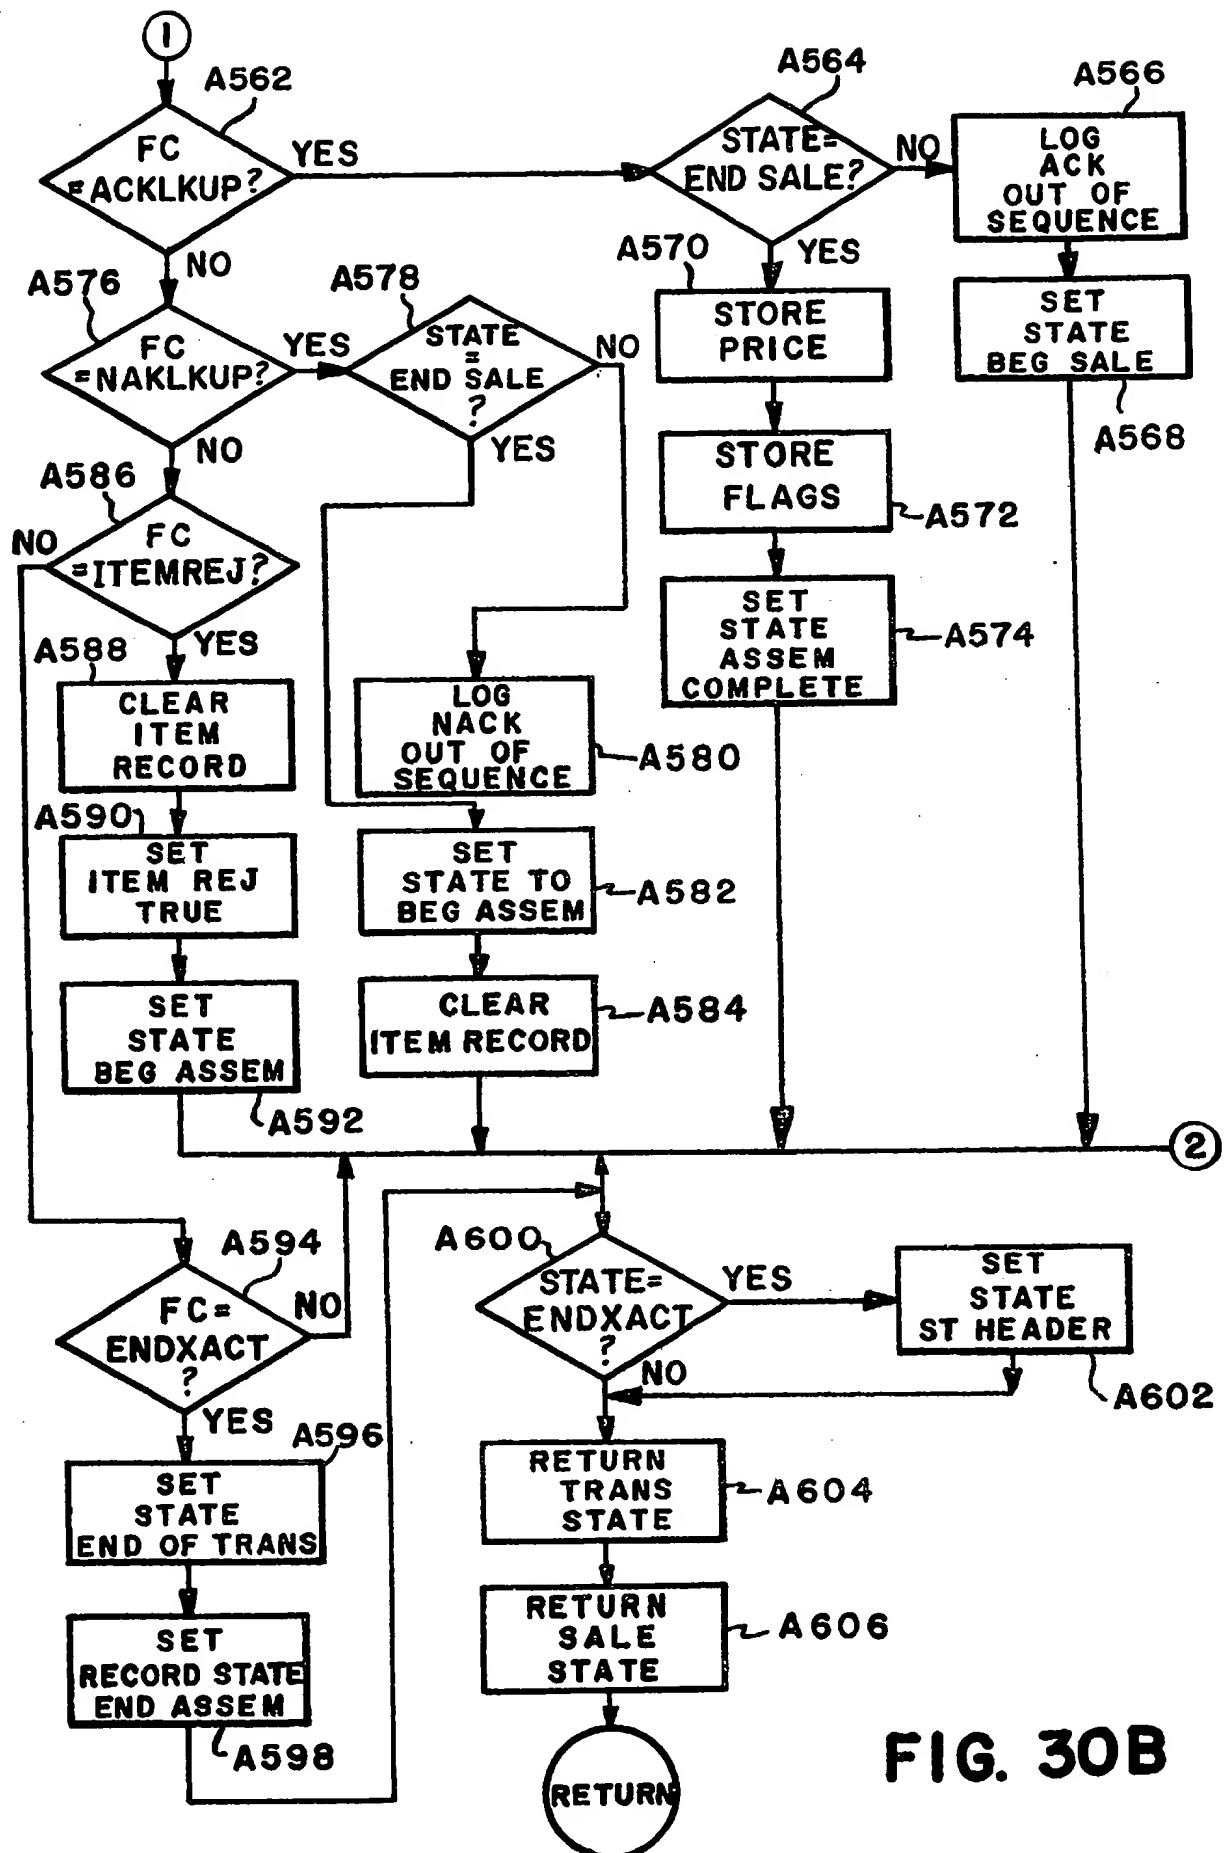 1
A562
FC
=ACKLKUP?
YES
NO
A564
STATE=
END SALE?
NO
YES
A566
LOG
ACK
OUT OF
SEQUENCE
SET
STATE
BEG SALE
A568
A570
STORE
PRICE
STORE
FLAGS
A572
SET
STATE
ASSEM
COMPLETE
A574
A576
FC
=NAKLKUP?
YES
NO
A578
STATE
=
END SALE
?
NO
YES
LOG
NACK
OUT OF
SEQUENCE
A580
SET
STATE TO
BEG ASSEM
A582
CLEAR
ITEM RECORD
A584
A586
FC
=ITEMREJ?
NO
YES
A588
CLEAR
ITEM
RECORD
A590
SET
ITEM REJ
TRUE
SET
STATE
BEG ASSEM
A592
2
A594
FC=
ENDXACT
?
NO
YES
A596
SET
STATE
END OF TRANS
SET
RECORD STATE
END ASSEM
A598
A600
STATE=
ENDXACT
?
YES
NO
SET
STATE
ST HEADER
A602
RETURN
TRANS
STATE
A604
RETURN
SALE
STATE
A606
RETURN
FIG. 30B